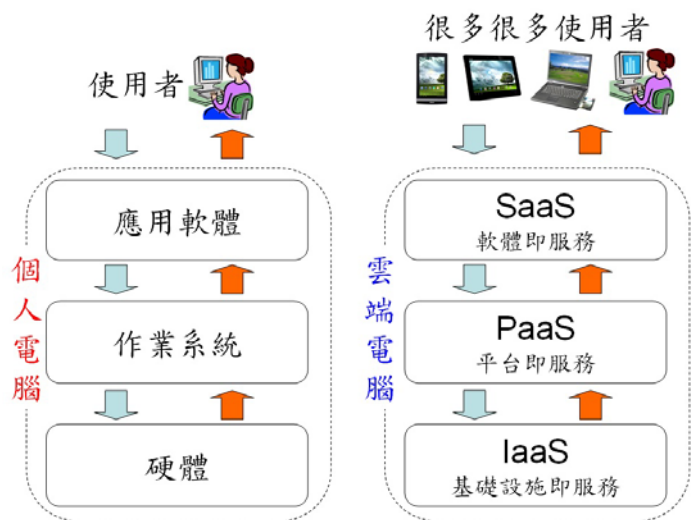 使用者
應用軟體
作業系統
硬體
個人電腦
很多很多使用者
SaaS
軟體即服務
PaaS
平台即服務
IaaS
基礎設施即服務
雲端電腦